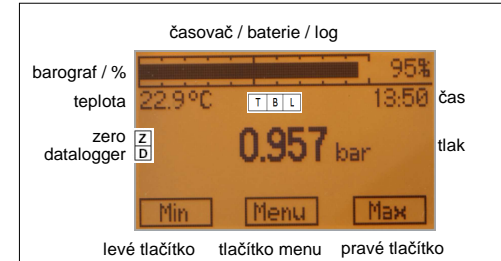 časovač / baterie / log
barograf / % 95%
teplota 22.9°C T B L 13:50 čas
zero Z
datalogger D 0.957 bar tlak
Min Menu Max
levé tlačítko tlačítko menu pravé tlačítko